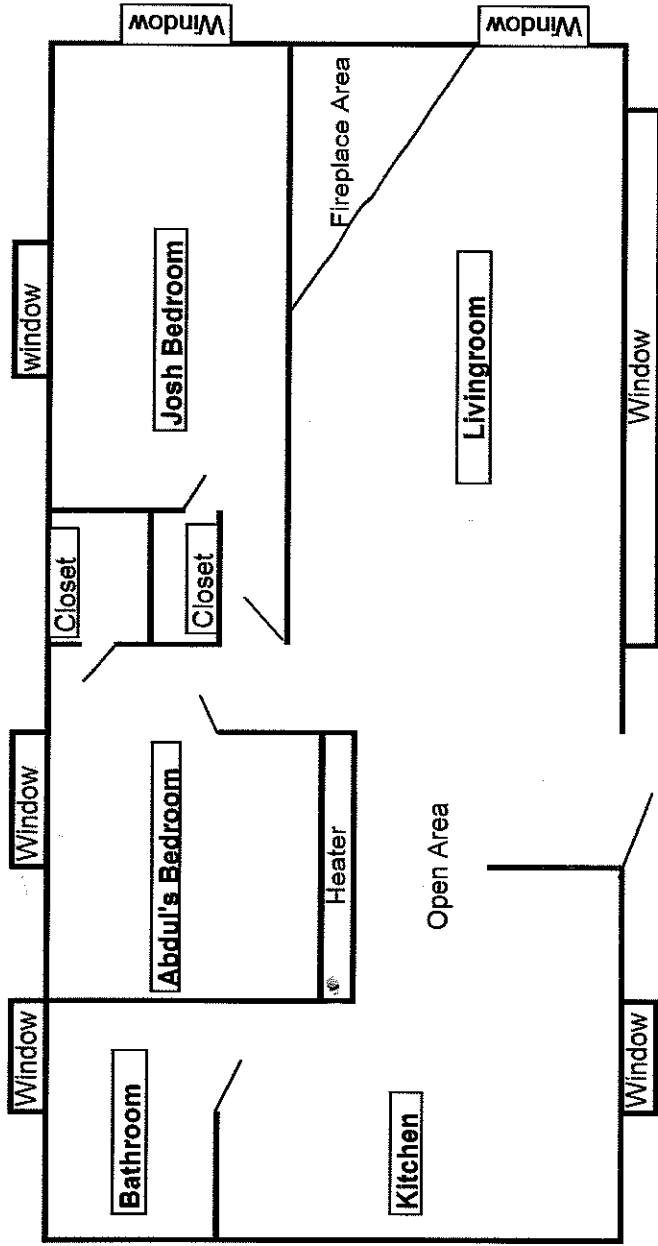 Window
Window
window
Window
Bathroom
Abdul's Bedroom
Closet
Closet
Josh Bedroom
Window
Heater
Fireplace Area
Kitchen
Open Area
Livingroom
Window
Window
Window